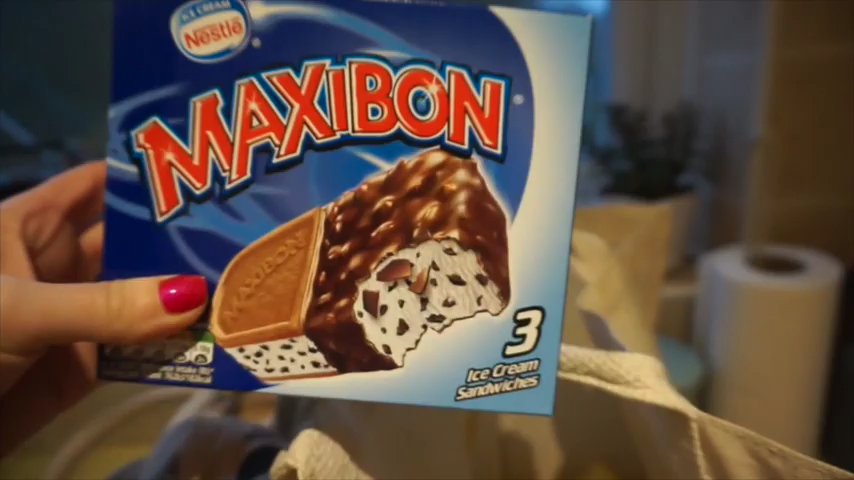 ICE CREAM
Nestlé
MAXIBON
MAXIBON
3
Ice Cream
Sandwiches